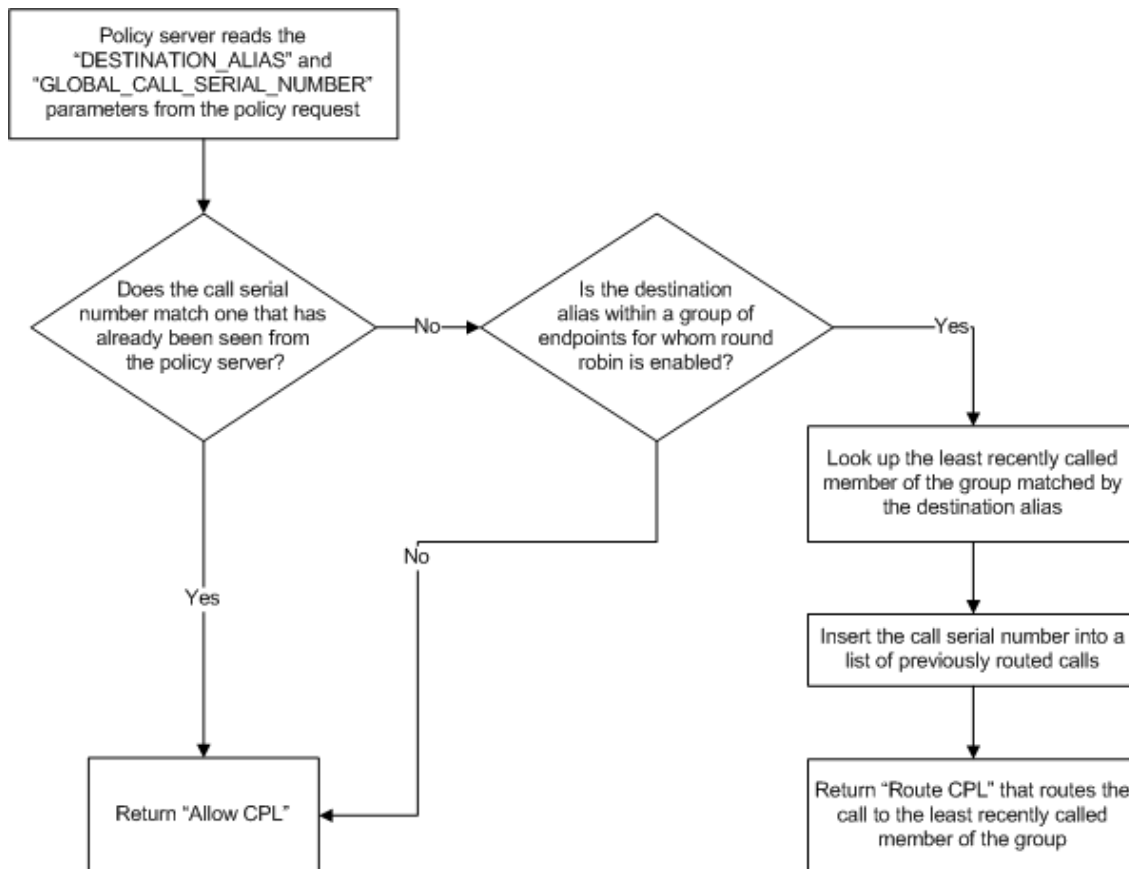 Policy server reads the
“DESTINATION_ALIAS” and
“GLOBAL_CALL_SERIAL_NUMBER”
parameters from the policy request
Does the call serial
number match one that has
already been seen from
the policy server?
No
Is the destination
alias within a group of
endpoints for whom round
robin is enabled?
Yes
Look up the least recently called
member of the group matched by
the destination alias
No
Yes
Insert the call serial number into a
list of previously routed calls
Return “Allow CPL”
Return “Route CPL” that routes the
call to the least recently called
member of the group